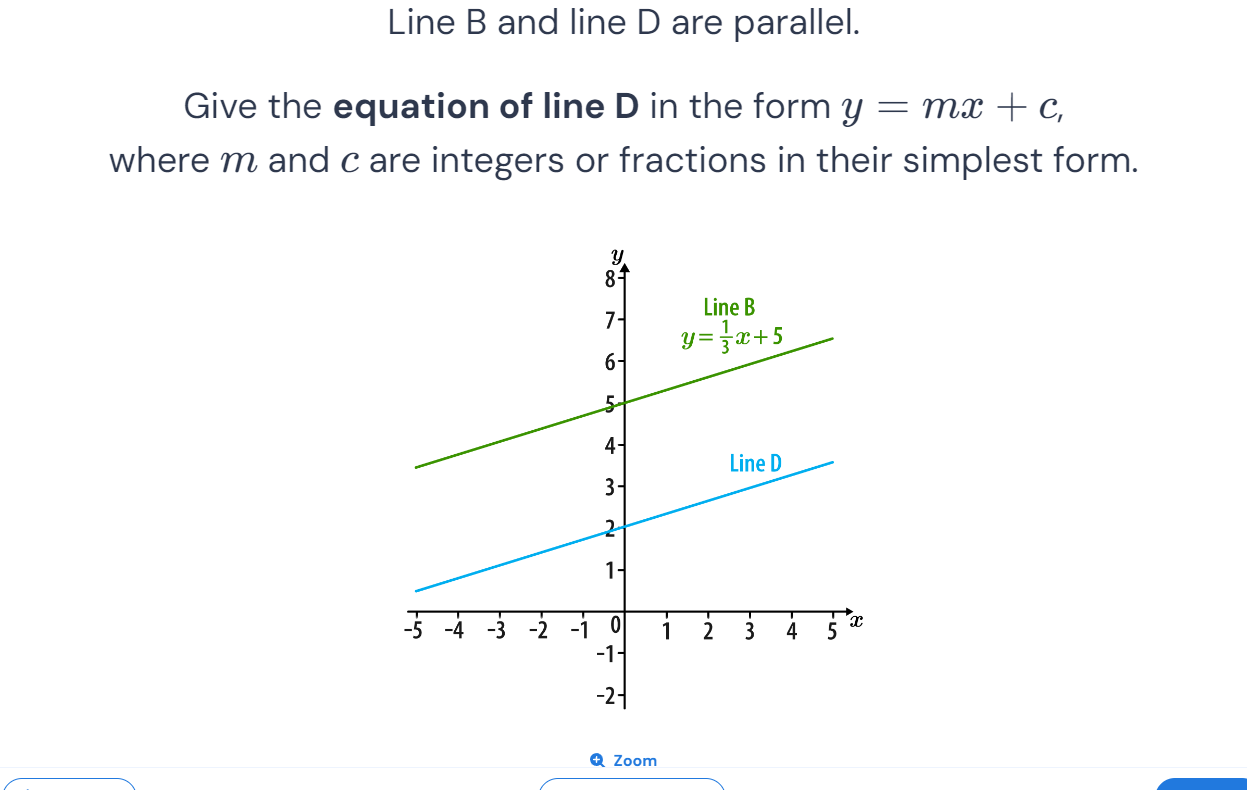 Line B and line D are parallel.
Give the equation of line D in the form y = mx + c,
where m and c are integers or fractions in their simplest form.
y
8
Line B
7
y = 1/3 x + 5
6
5
4
Line D
3
2
1
-5 -4 -3 -2 -1 0 1 2 3 4 5 x
-1
-2
Zoom